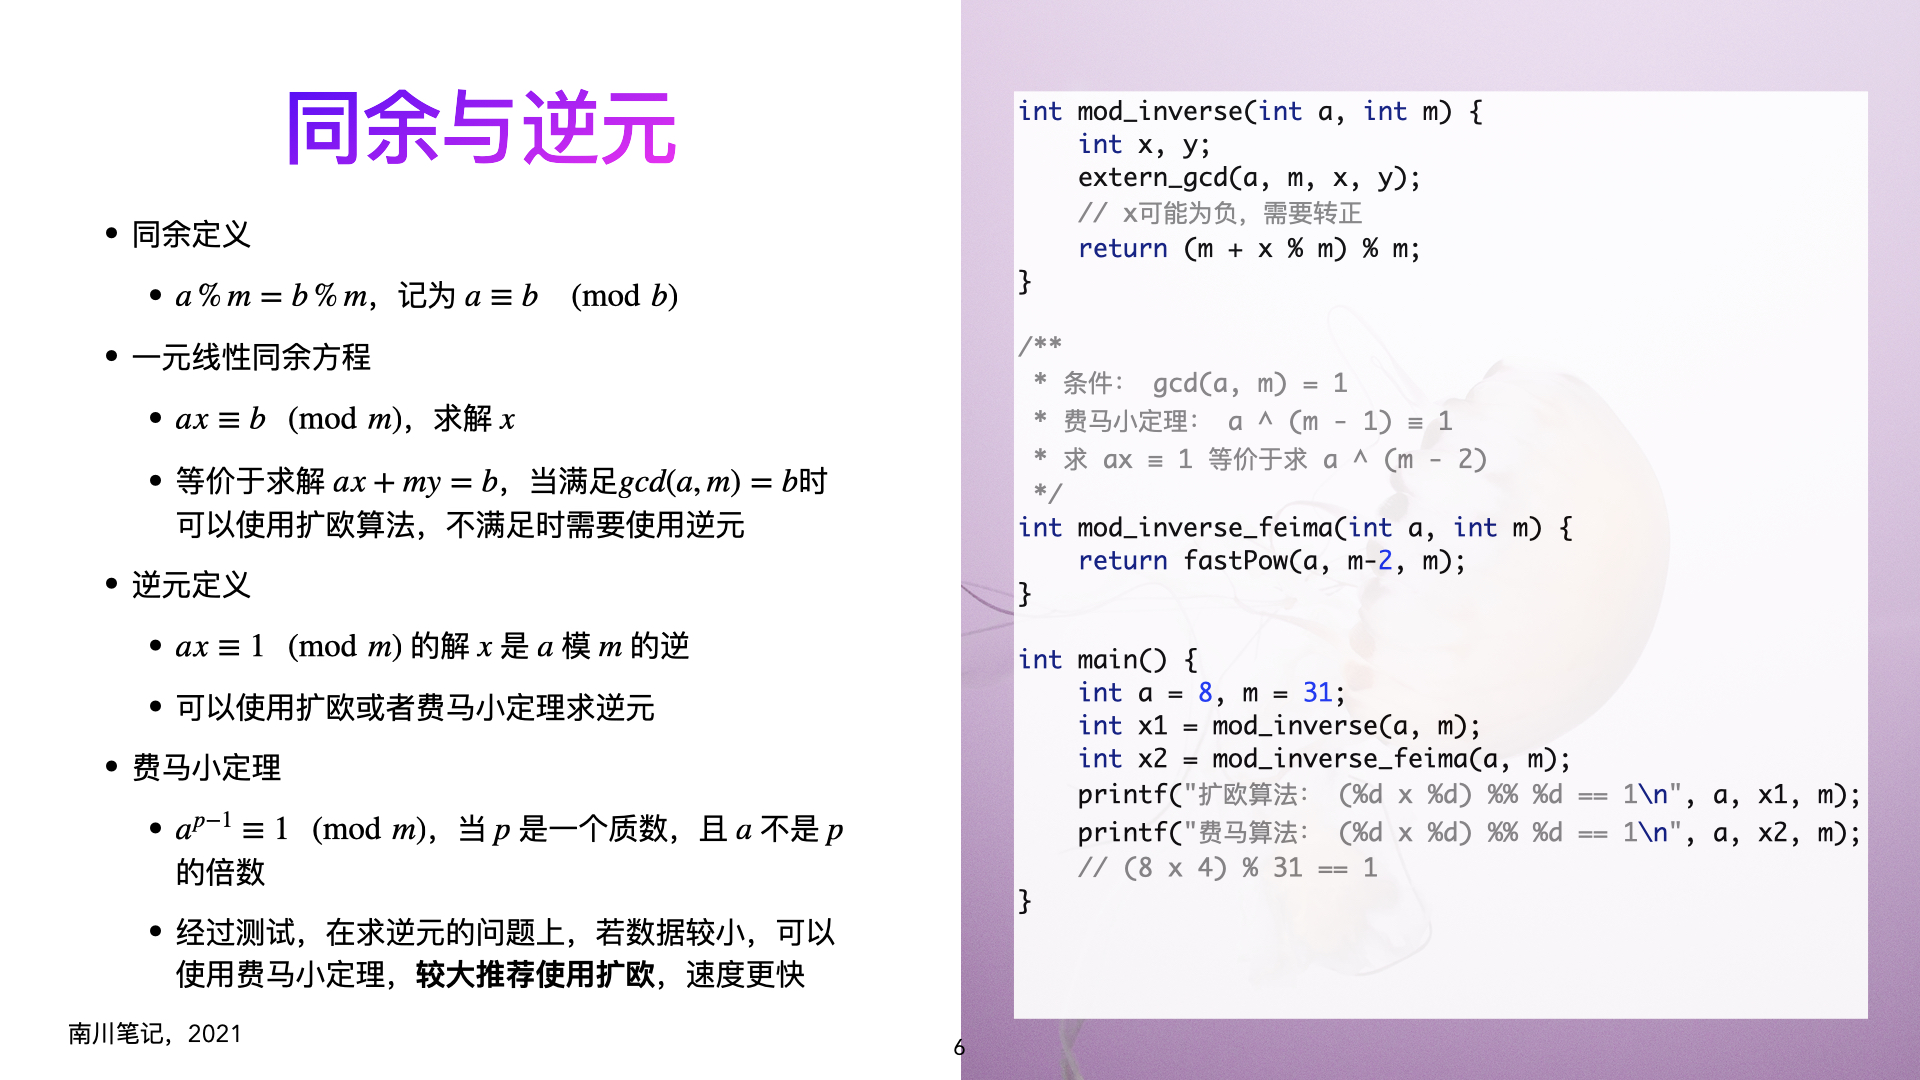 同余与逆元
• 同余定义
• a % m = b % m，记为 a ≡ b (mod b)
• 一元线性同余方程
• ax ≡ b (mod m)，求解 x
• 等价于求解 ax + my = b，当满足gcd(a, m) = b时
可以使用扩欧算法，不满足时需要使用逆元
• 逆元定义
• ax ≡ 1 (mod m) 的解 x 是 a 模 m 的逆
• 可以使用扩欧或者费马小定理求逆元
• 费马小定理
• a^{p−1} ≡ 1 (mod m)，当 p 是一个质数，且 a 不是 p
的倍数
• 经过测试，在求逆元的问题上，若数据较小，可以
使用费马小定理，较大推荐使用扩欧，速度更快
南川笔记，2021
6
int mod_inverse(int a, int m) {
    int x, y;
    extern_gcd(a, m, x, y);
    // x可能为负，需要转正
    return (m + x % m) % m;
}
/**
 * 条件： gcd(a, m) = 1
 * 费马小定理： a ^ (m - 1) ≡ 1
 * 求 ax ≡ 1 等价于求 a ^ (m - 2)
 */
int mod_inverse_feima(int a, int m) {
    return fastPow(a, m-2, m);
}
int main() {
    int a = 8, m = 31;
    int x1 = mod_inverse(a, m);
    int x2 = mod_inverse_feima(a, m);
    printf("扩欧算法： (%d x %d) %% %d == 1\n", a, x1, m);
    printf("费马算法： (%d x %d) %% %d == 1\n", a, x2, m);
    // (8 x 4) % 31 == 1
}